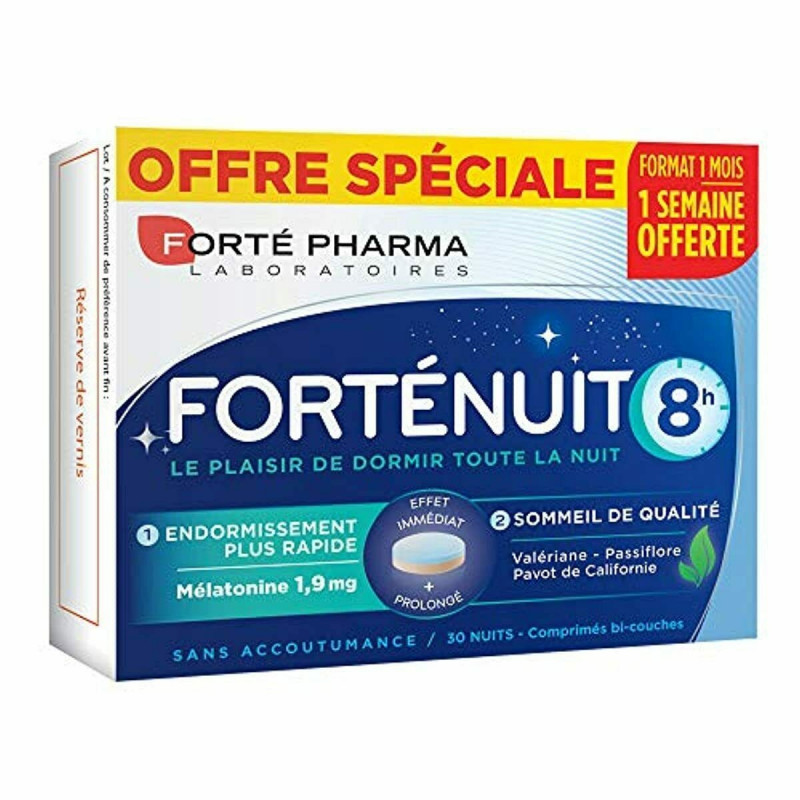 OFFRE SPÉCIALE
FORMAT 1 MOIS
1 SEMAINE
OFFERTE
FORTÉ PHARMA
LABORATOIRES
FORTÉNUIT 8h
LE PLAISIR DE DORMIR TOUTE LA NUIT
1 ENDORMISSEMENT
PLUS RAPIDE
Mélatonine 1,9 mg
EFFET
IMMÉDIAT
+
PROLONGÉ
2 SOMMEIL DE QUALITÉ
Valériane - Passiflore
Pavot de Californie
SANS ACCOUTUMANCE / 30 NUITS - Comprimés bi-couches
Lot / A consommer de préférence avant fin :
Réserve de vernis